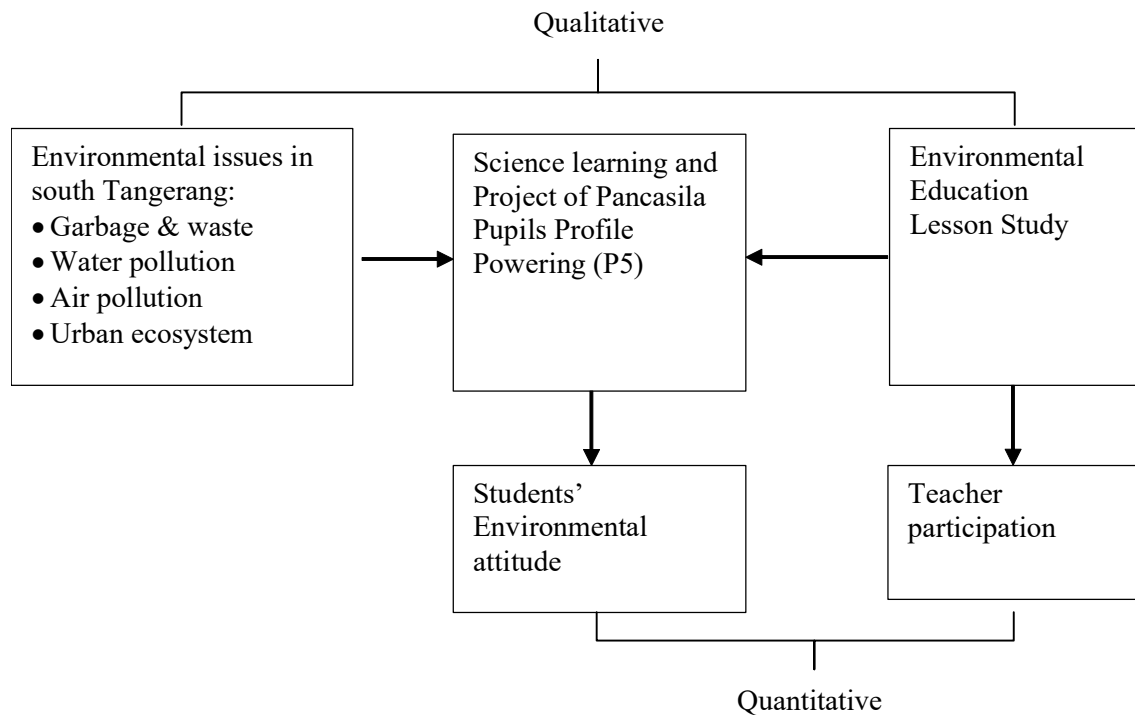 Qualitative
Environmental issues in
south Tangerang:
• Garbage & waste
• Water pollution
• Air pollution
• Urban ecosystem
Science learning and
Project of Pancasila
Pupils Profile
Powering (P5)
Environmental
Education
Lesson Study
Students’
Environmental
attitude
Teacher
participation
Quantitative